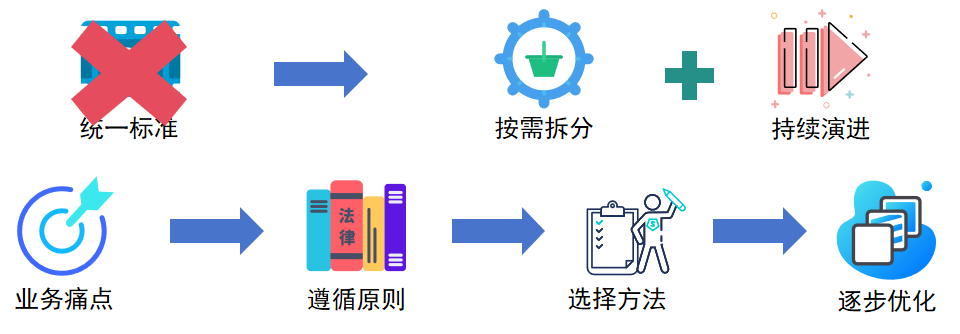 统一标准
按需拆分
持续演进
法律
业务痛点
遵循原则
选择方法
逐步优化